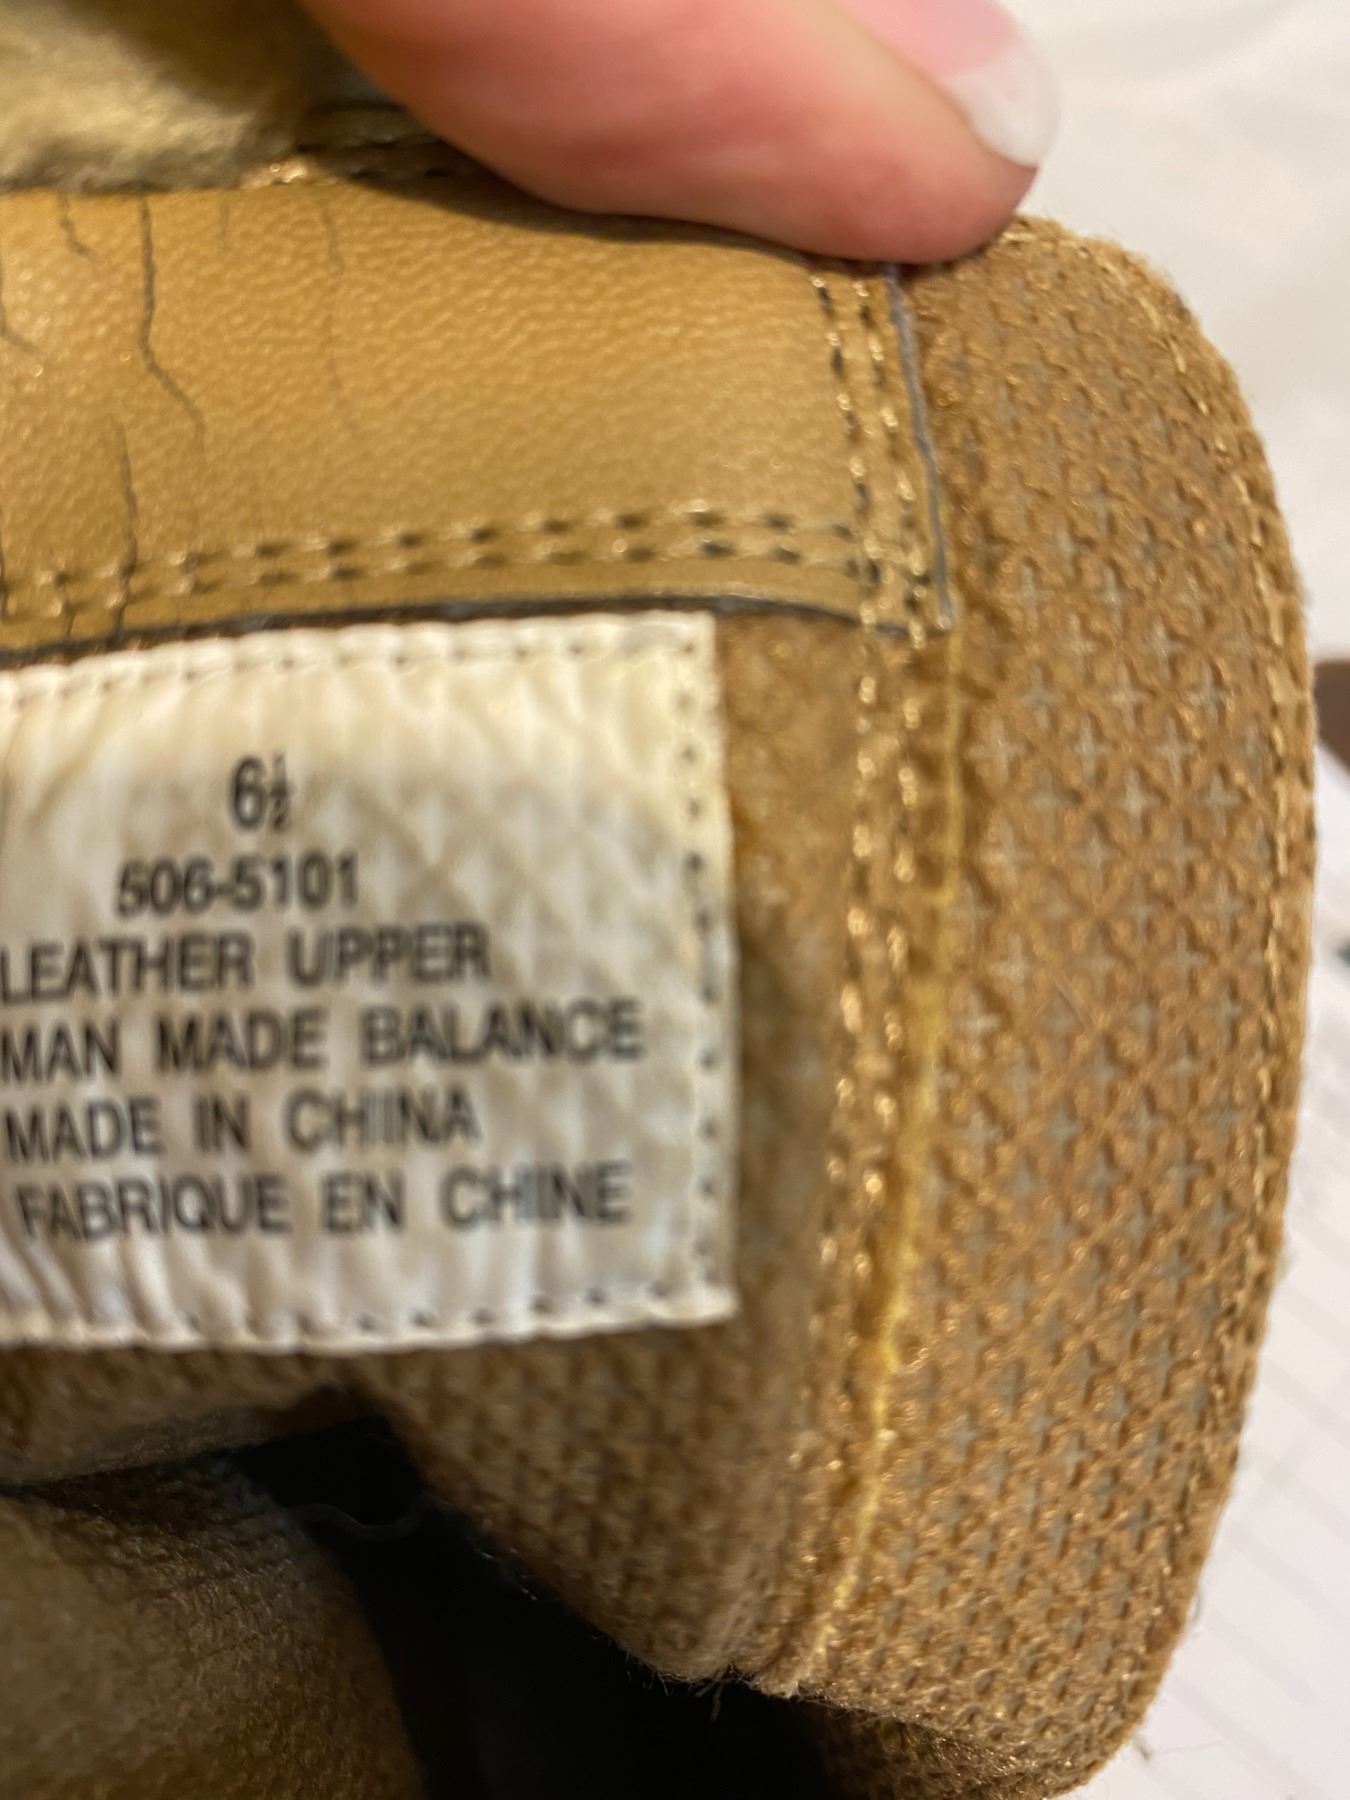 6½
506-5101
LEATHER UPPER
MAN MADE BALANCE
MADE IN CHINA
FABRIQUE EN CHINE